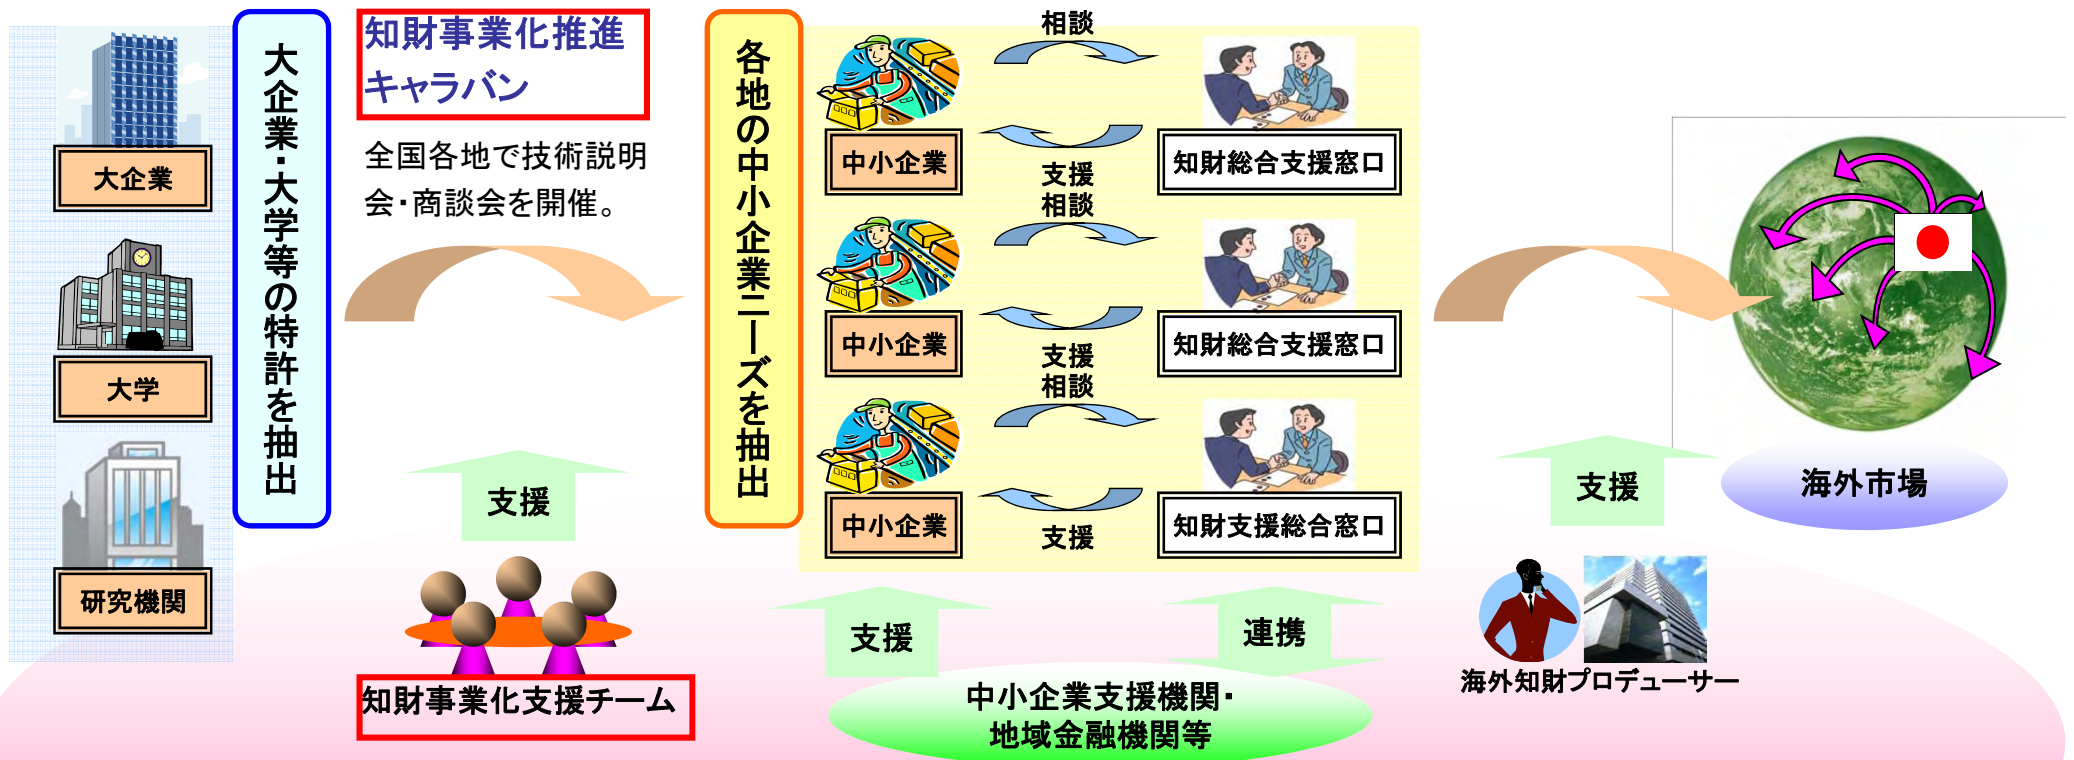 大企業
大学
研究機関
大企業・大学等の特許を抽出
知財事業化推進
キャラバン
全国各地で技術説明
会・商談会を開催。
支援
知財事業化支援チーム
各地の中小企業ニーズを抽出
相談
中小企業
知財総合支援窓口
支援
相談
中小企業
知財総合支援窓口
支援
相談
中小企業
知財支援総合窓口
支援
支援
連携
中小企業支援機関・
地域金融機関等
支援
海外知財プロデューサー
海外市場